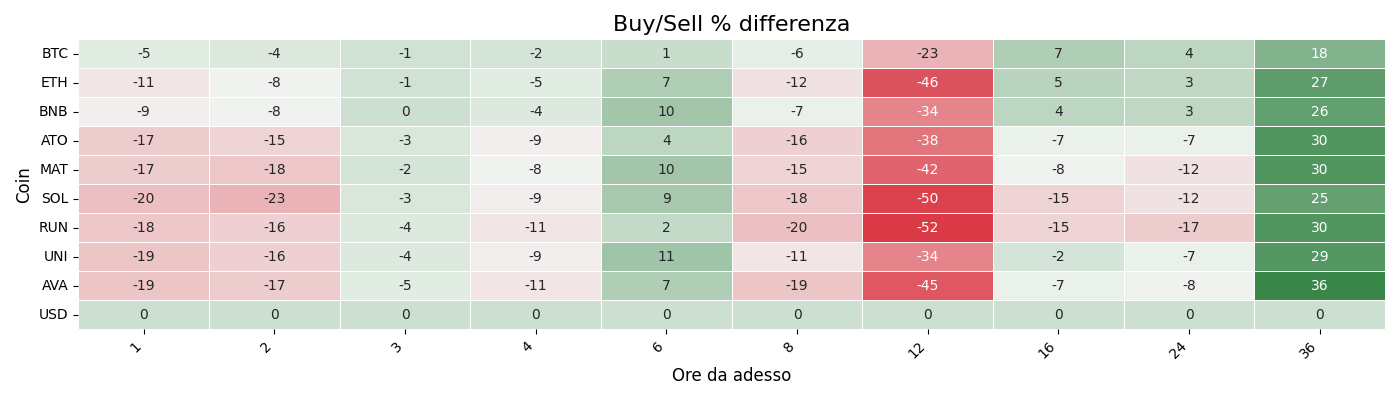 Buy/Sell % differenza
Coin
BTC -5 -4 -1 -2 1 -6 -23 7 4 18
ETH -11 -8 -1 -5 7 -12 -46 5 3 27
BNB -9 -8 0 -4 10 -7 -34 4 3 26
ATO -17 -15 -3 -9 4 -16 -38 -7 -7 30
MAT -17 -18 -2 -8 10 -15 -42 -8 -12 30
SOL -20 -23 -3 -9 9 -18 -50 -15 -12 25
RUN -18 -16 -4 -11 2 -20 -52 -15 -17 30
UNI -19 -16 -4 -9 11 -11 -34 -2 -7 29
AVA -19 -17 -5 -11 7 -19 -45 -7 -8 36
USD 0 0 0 0 0 0 0 0 0 0
1 2 3 4 6 8 12 16 24 36
Ore da adesso